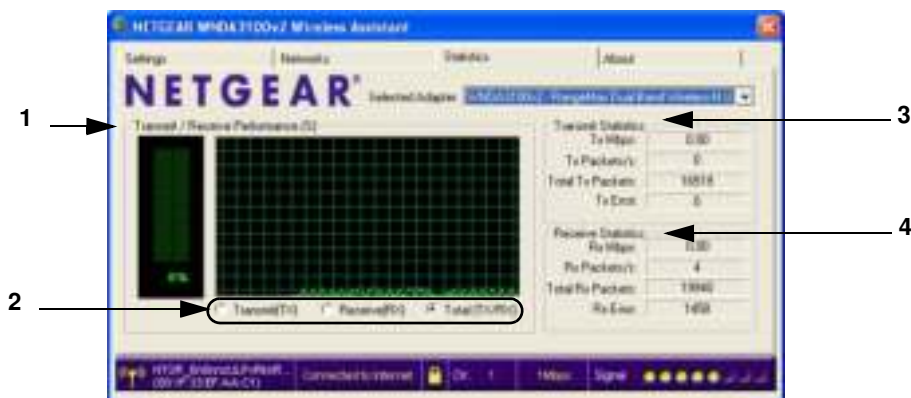 NETGEAR WNDA3100v2 Wireless Assistant
Settings
Networks
Statistics
About
NETGEAR
Selected Adapter
1
Transmit / Receive Performance (%)
0%
2
Transmit(TX)
Receive(RX)
Total(TX/RX)
3
Transmit Statistics
Tx Mbps: 0.00
Tx Packets/s: 0
Total Tx Packets:
Tx Error: 0
4
Receive Statistics
Rx Mbps: 0.00
Rx Packets/s: 4
Total Rx Packets:
Rx Error:
Connected to Internet
Ch: 1
1Mbps
Signal